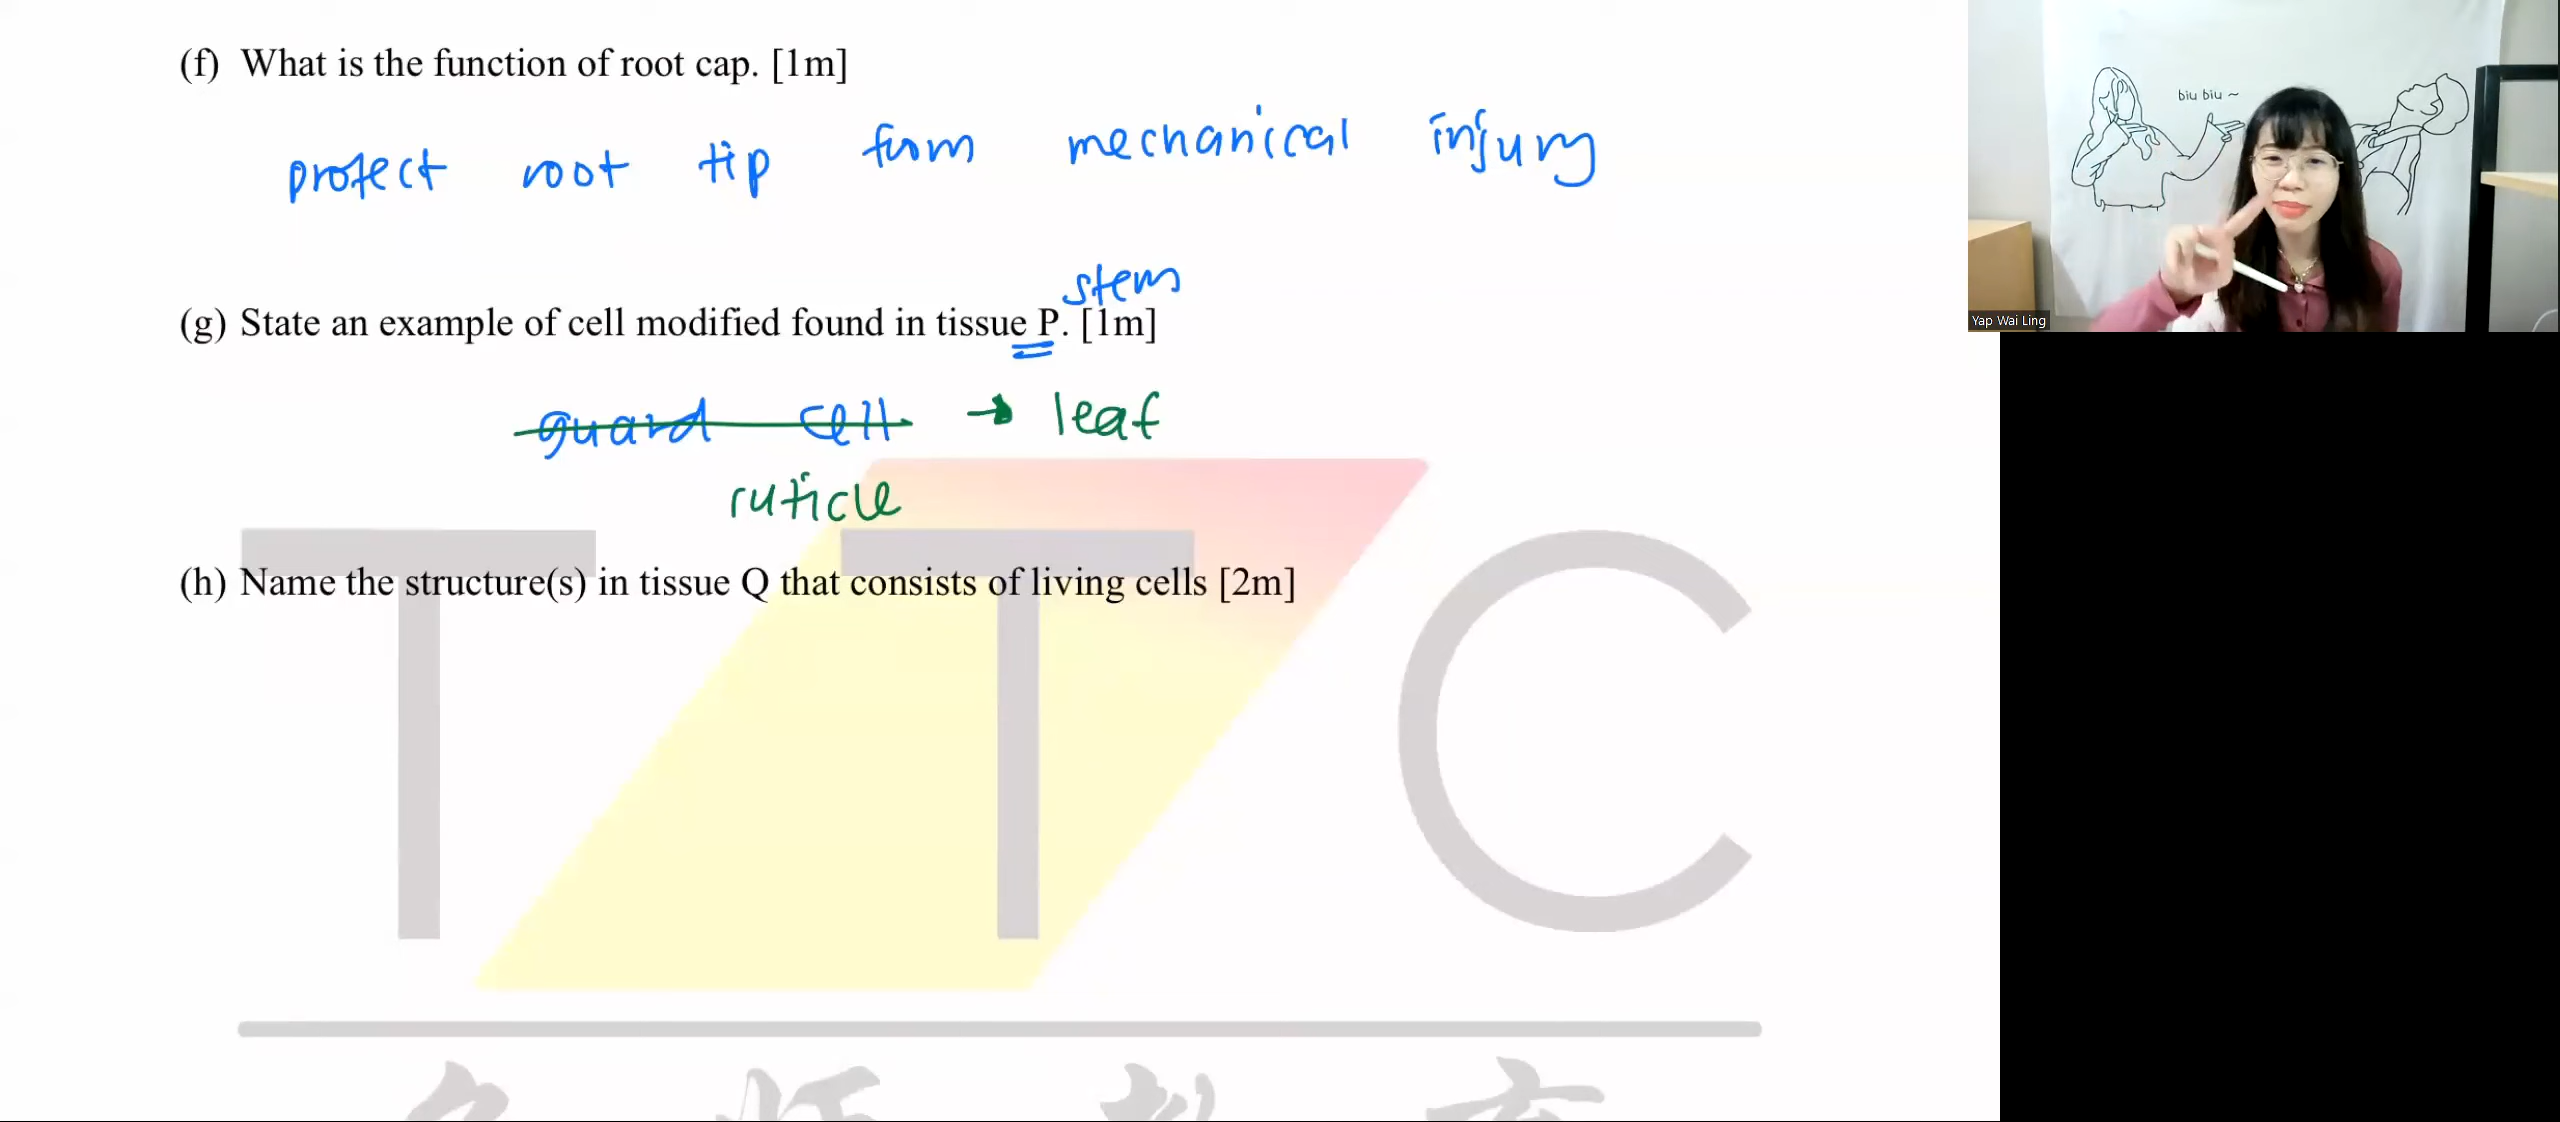 (f) What is the function of root cap. [1m]
protect root tip from mechanical injury
stem
(g) State an example of cell modified found in tissue P. [1m]
guard cell → leaf
cuticle
(h) Name the structure(s) in tissue Q that consists of living cells [2m]
TTC
biu biu ~
Yap Wai Ling